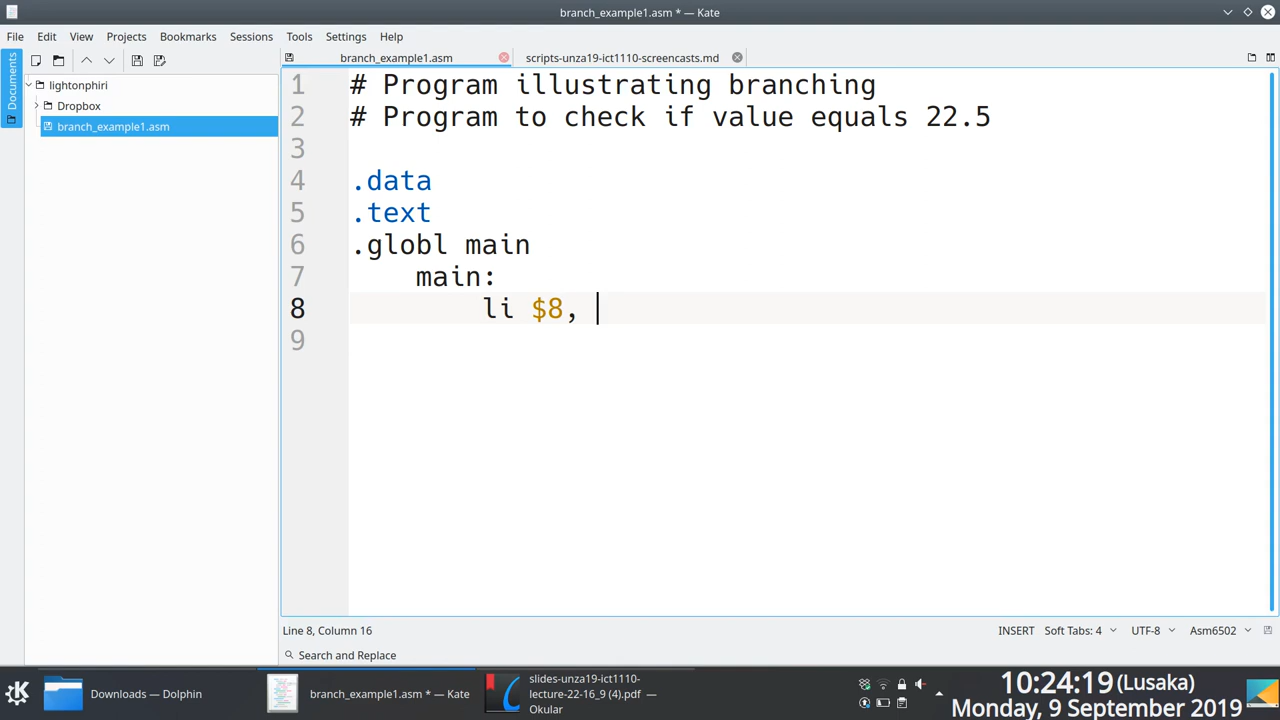 branch_example1.asm * — Kate
File Edit View Projects Bookmarks Sessions Tools Settings Help
Documents
branch_example1.asm
scripts-unza19-ict1110-screencasts.md
lightonphiri
Dropbox
branch_example1.asm
1 # Program illustrating branching
2 # Program to check if value equals 22.5
3
4 .data
5 .text
6 .globl main
7 main:
8 li $8,
9
Line 8, Column 16
INSERT Soft Tabs: 4 UTF-8 Asm6502
Search and Replace
Downloads — Dolphin
branch_example1.asm * — Kate
slides-unza19-ict1110-
lecture-22-16_9 (4).pdf —
Okular
10:24:19 (Lusaka)
Monday, 9 September 2019